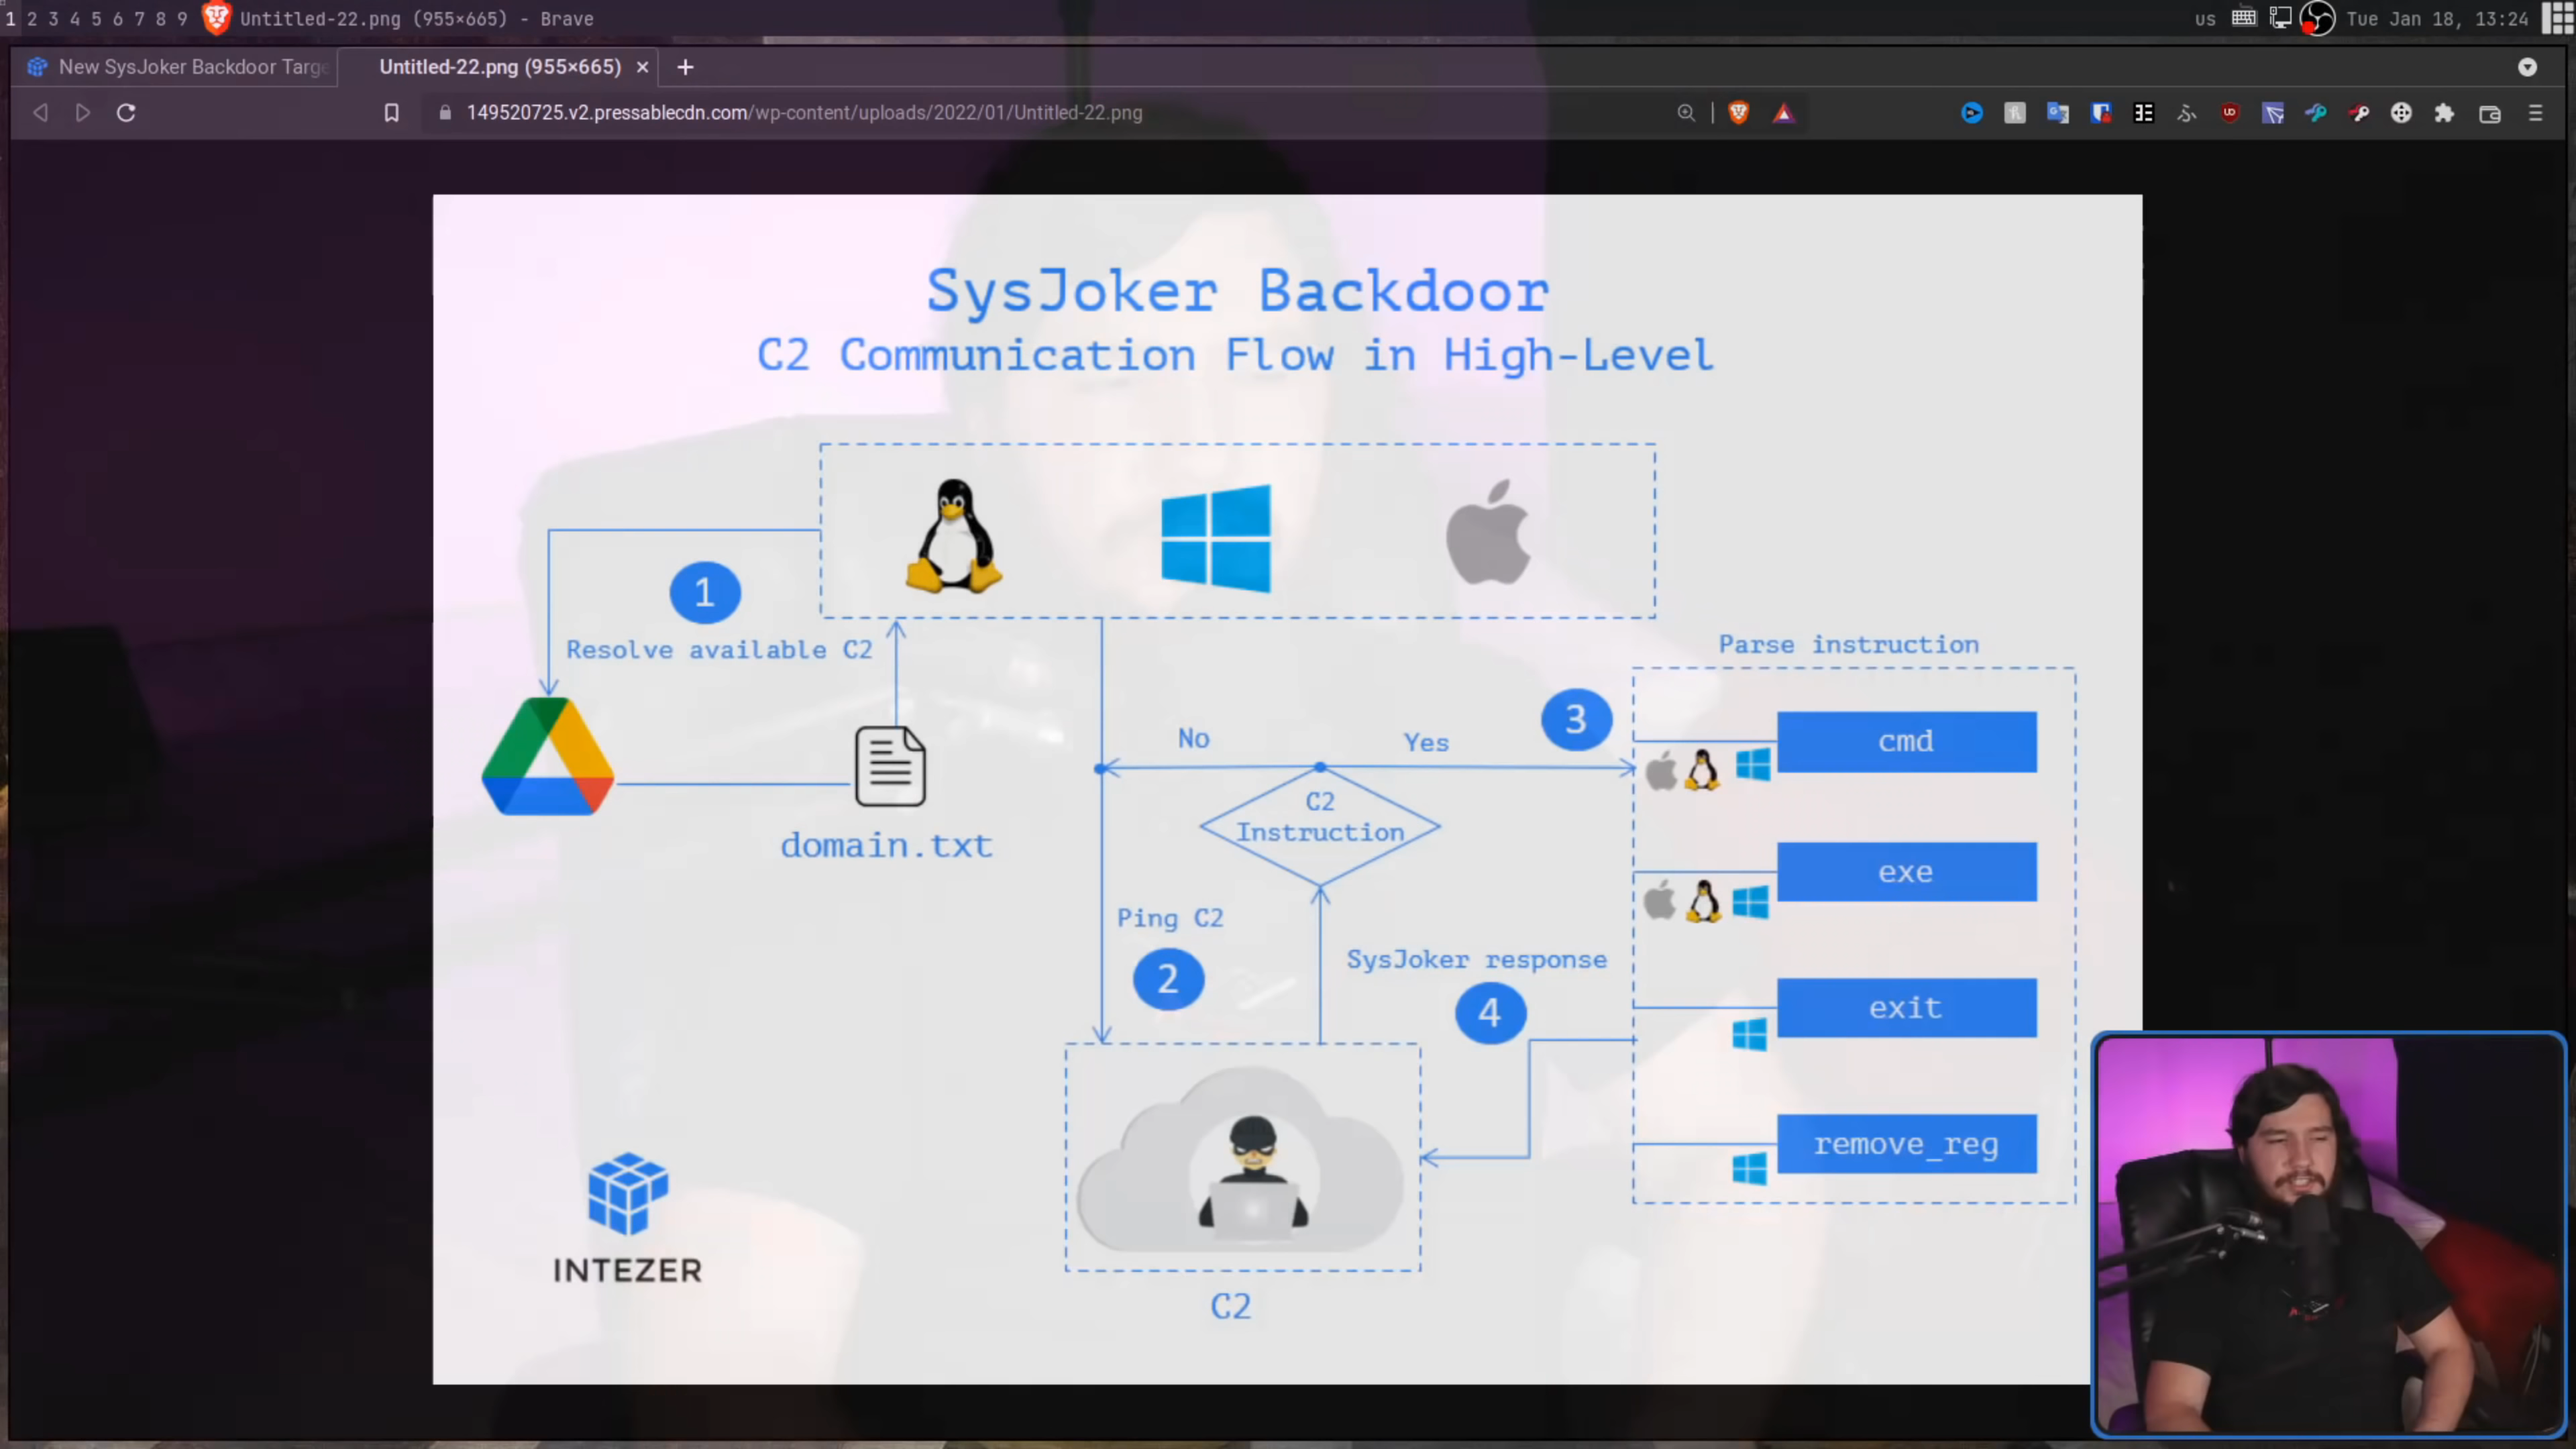 1 2 3 4 5 6 7 8 9 Untitled-22.png (955×665) - Brave
us Tue Jan 18, 13:24
New SysJoker Backdoor Targe
Untitled-22.png (955×665)
149520725.v2.pressablecdn.com/wp-content/uploads/2022/01/Untitled-22.png
SysJoker Backdoor
C2 Communication Flow in High-Level
1
Resolve available C2
Parse instruction
3
No
Yes
cmd
C2
Instruction
domain.txt
exe
Ping C2
2
SysJoker response
4
exit
remove_reg
INTEZER
C2